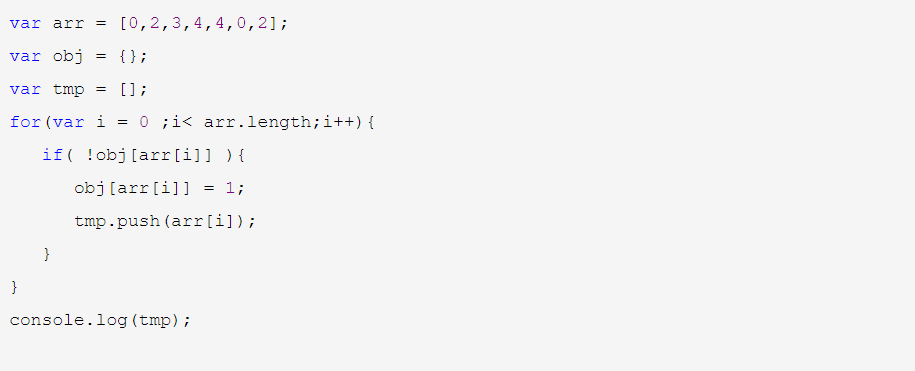 var arr = [0,2,3,4,4,0,2];
var obj = {};
var tmp = [];
for(var i = 0 ;i< arr.length;i++){
   if( !obj[arr[i]] ){
      obj[arr[i]] = 1;
      tmp.push(arr[i]);
   }
}
console.log(tmp);